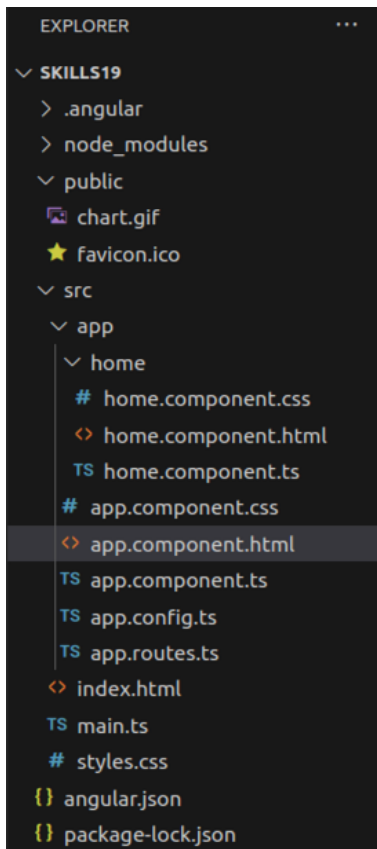 EXPLORER ...
SKILLS19
.angular
node_modules
public
chart.gif
favicon.ico
src
app
home
# home.component.css
<> home.component.html
TS home.component.ts
# app.component.css
<> app.component.html
TS app.component.ts
TS app.config.ts
TS app.routes.ts
<> index.html
TS main.ts
# styles.css
{} angular.json
{} package-lock.json